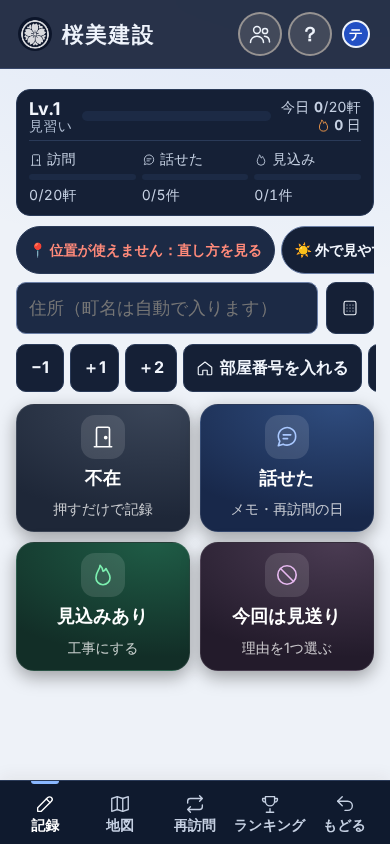 桜美建設
?
テ
Lv.1
見習い
今日 0/20軒
0 日
訪問
話せた
見込み
0/20軒
0/5件
0/1件
位置が使えません：直し方を見る
外で見や
住所（町名は自動で入ります）
−1
＋1
＋2
部屋番号を入れる
不在
押すだけで記録
話せた
メモ・再訪問の日
見込みあり
工事にする
今回は見送り
理由を1つ選ぶ
記録
地図
再訪問
ランキング
もどる